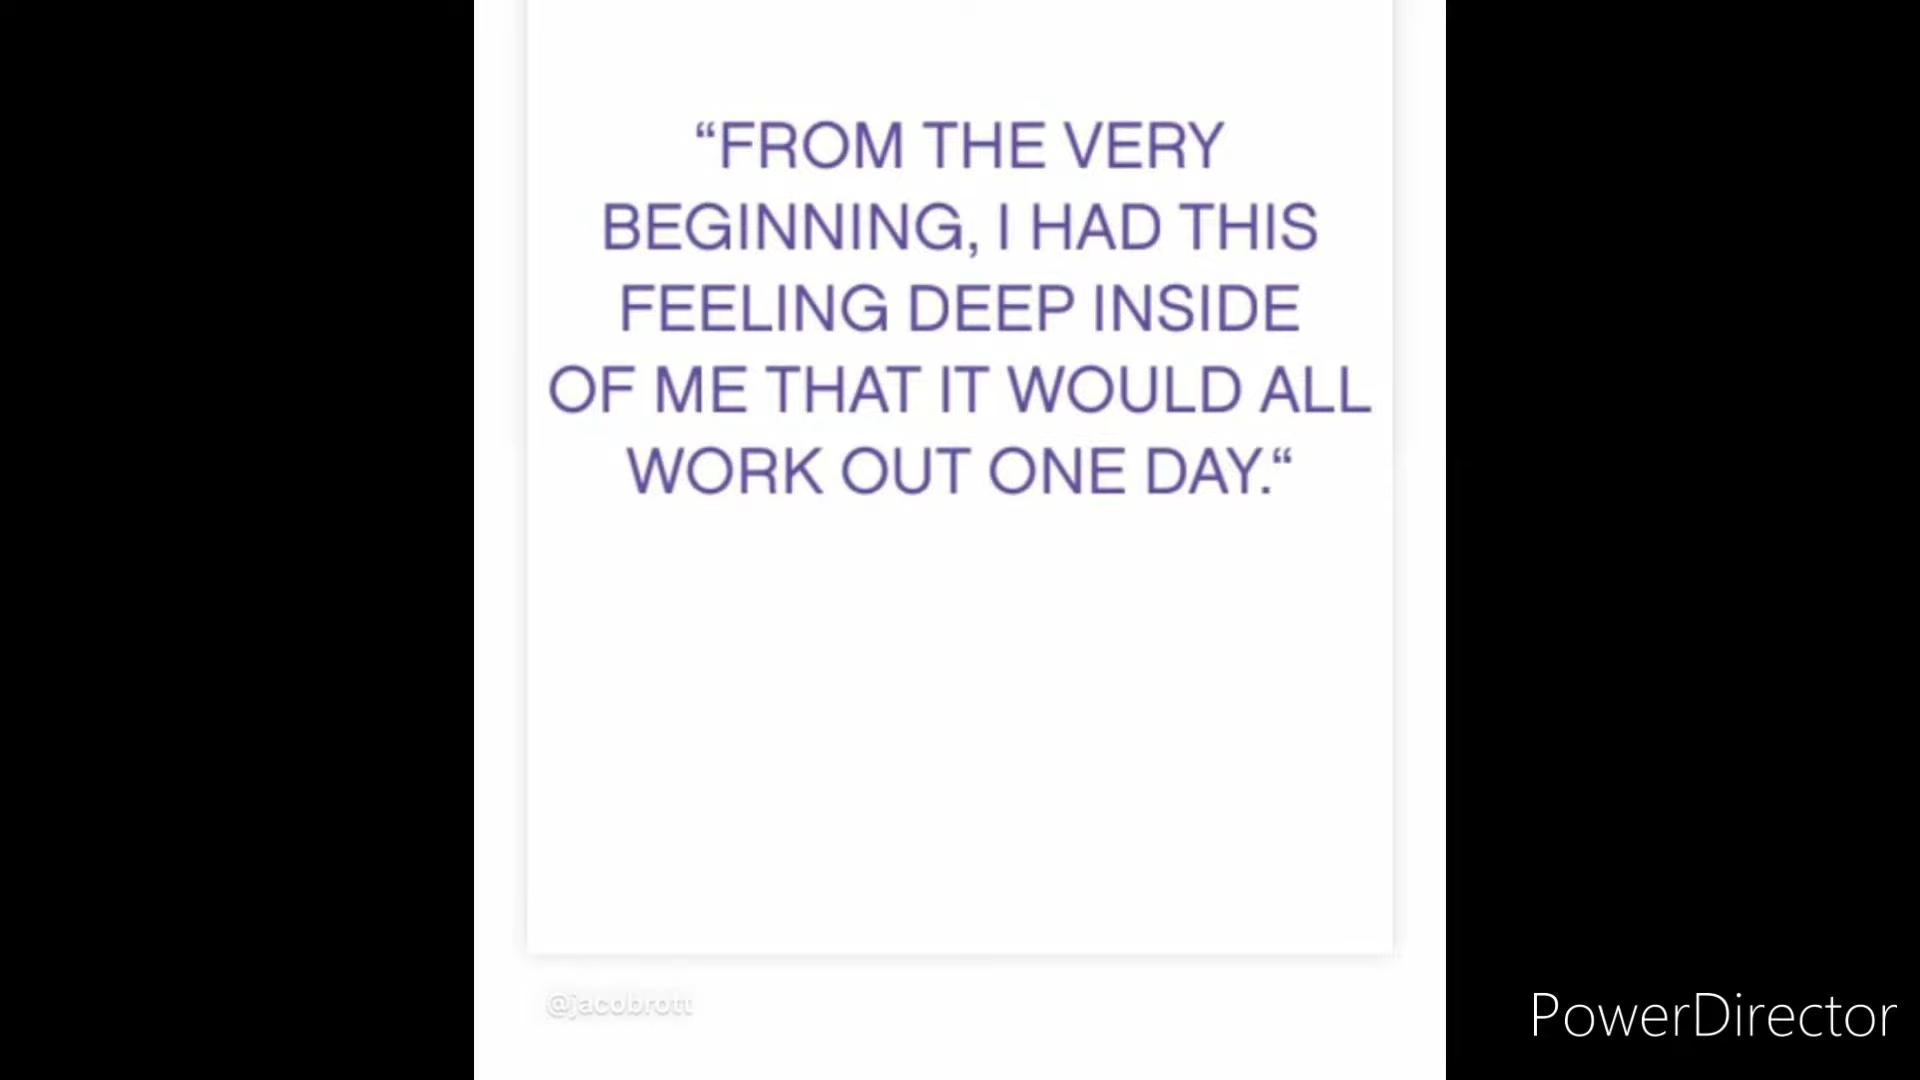 “FROM THE VERY
BEGINNING, I HAD THIS
FEELING DEEP INSIDE
OF ME THAT IT WOULD ALL
WORK OUT ONE DAY.“
@jacobrott
PowerDirector